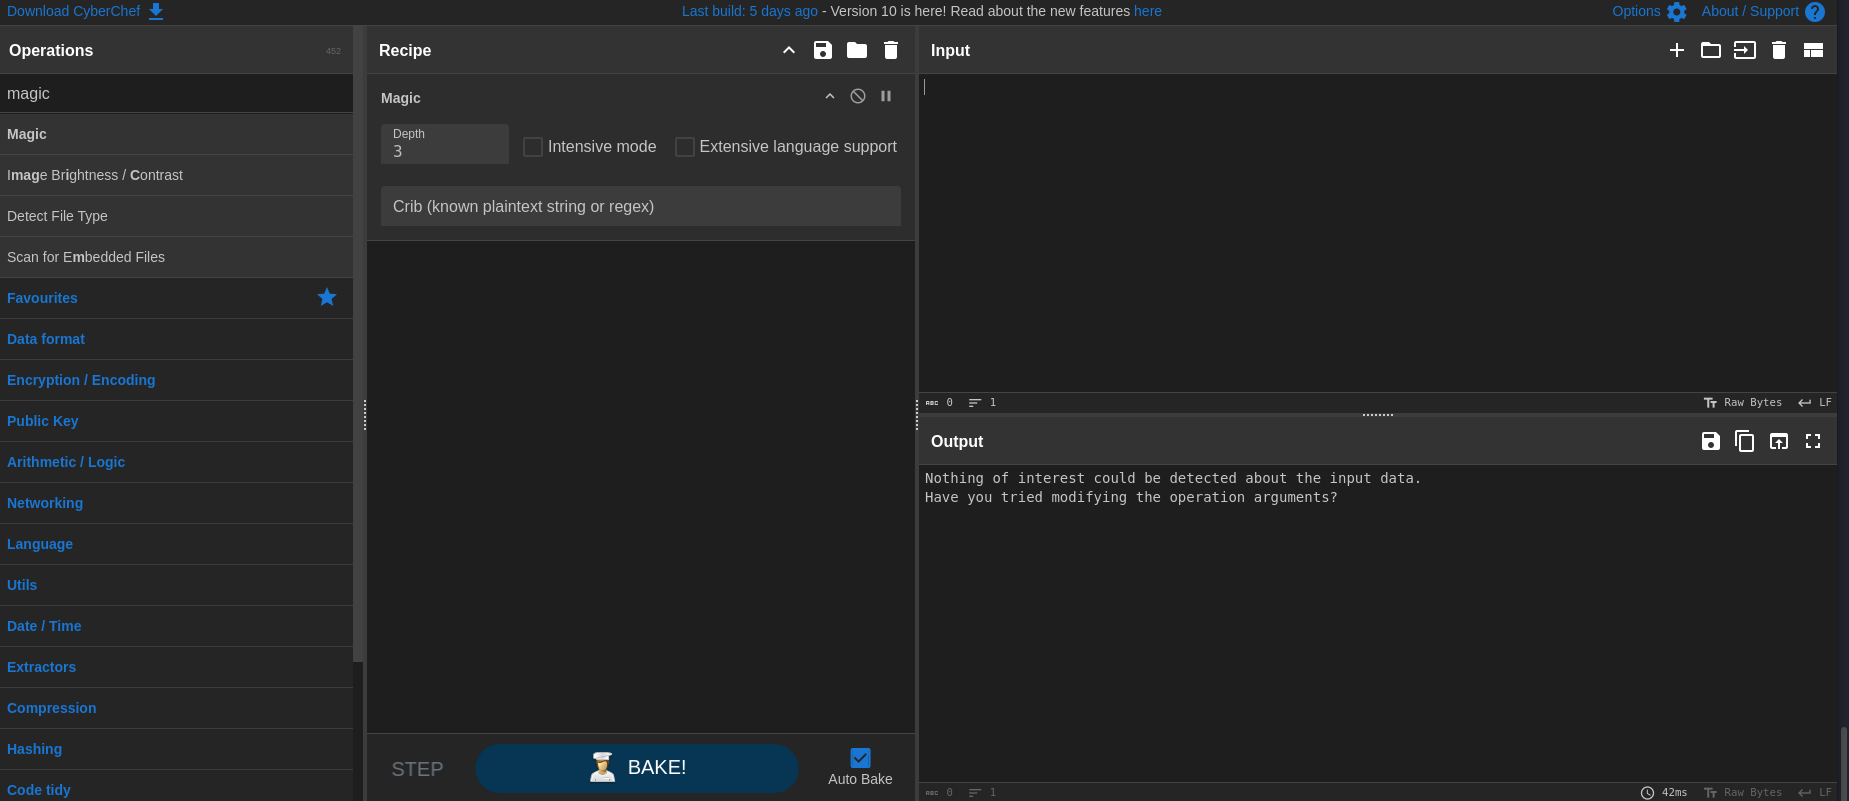 Download CyberChef
Last build: 5 days ago - Version 10 is here! Read about the new features here
Options
About / Support
Operations
452
magic
Magic
Image Brightness / Contrast
Detect File Type
Scan for Embedded Files
Favourites
Data format
Encryption / Encoding
Public Key
Arithmetic / Logic
Networking
Language
Utils
Date / Time
Extractors
Compression
Hashing
Code tidy
Recipe
Magic
Depth
3
Intensive mode
Extensive language support
Crib (known plaintext string or regex)
STEP
BAKE!
Auto Bake
Input
ABC 0 1
Raw Bytes LF
Output
Nothing of interest could be detected about the input data.
Have you tried modifying the operation arguments?
ABC 0 1
42ms Raw Bytes LF